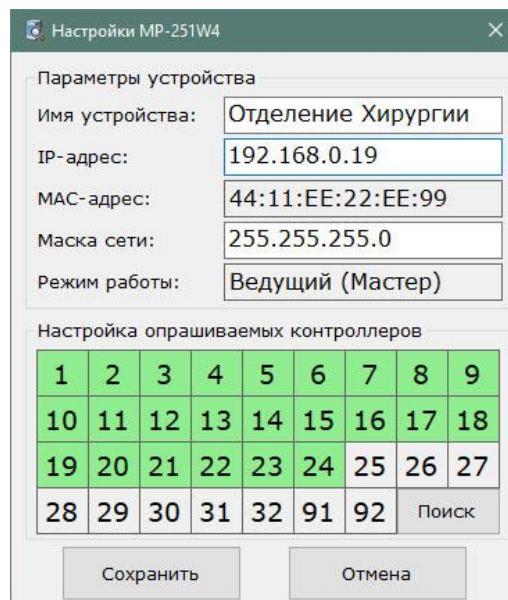 Настройки MP-251W4
Параметры устройства
Имя устройства: Отделение Хирургии
IP-адрес: 192.168.0.19
MAC-адрес: 44:11:EE:22:EE:99
Маска сети: 255.255.255.0
Режим работы: Ведущий (Мастер)
Настройка опрашиваемых контроллеров
1 2 3 4 5 6 7 8 9
10 11 12 13 14 15 16 17 18
19 20 21 22 23 24 25 26 27
28 29 30 31 32 91 92 Поиск
Сохранить Отмена